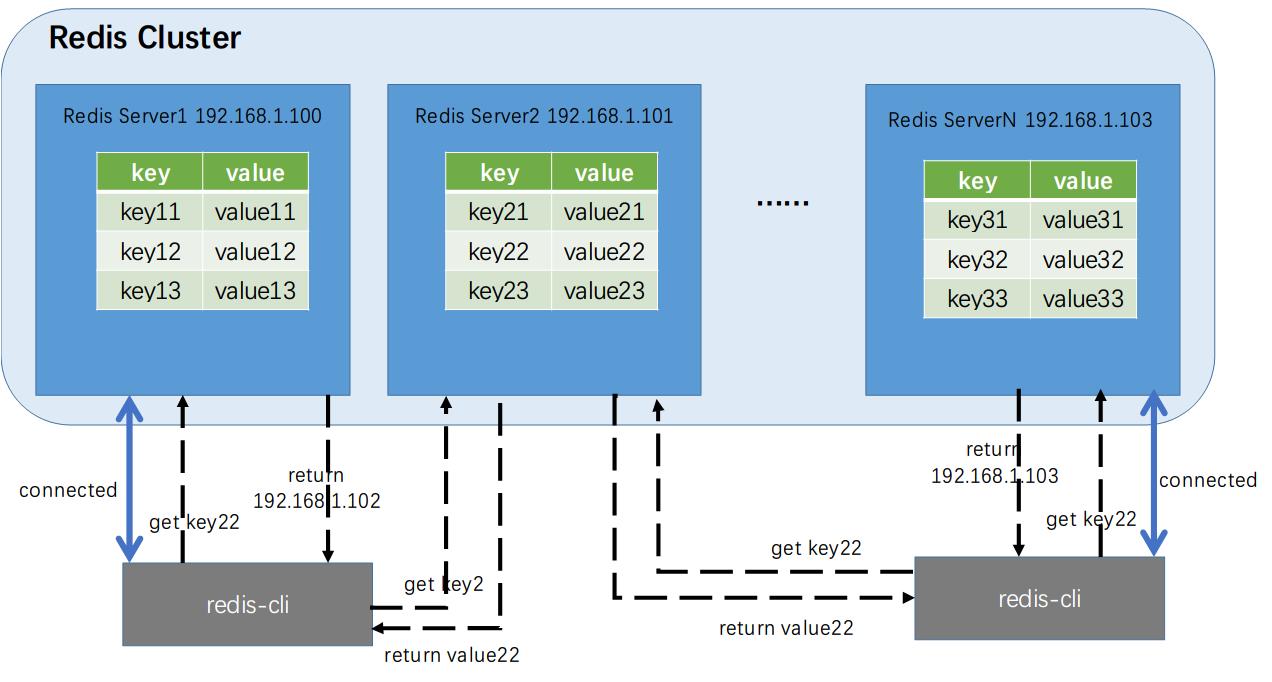 Redis Cluster
Redis Server1 192.168.1.100
key value
key11 value11
key12 value12
key13 value13
Redis Server2 192.168.1.101
key value
key21 value21
key22 value22
key23 value23
......
Redis ServerN 192.168.1.103
key value
key31 value31
key32 value32
key33 value33
connected
get key22
return
192.168.1.102
redis-cli
get key2
return value22
get key22
return value22
return
192.168.1.103
get key22
connected
redis-cli